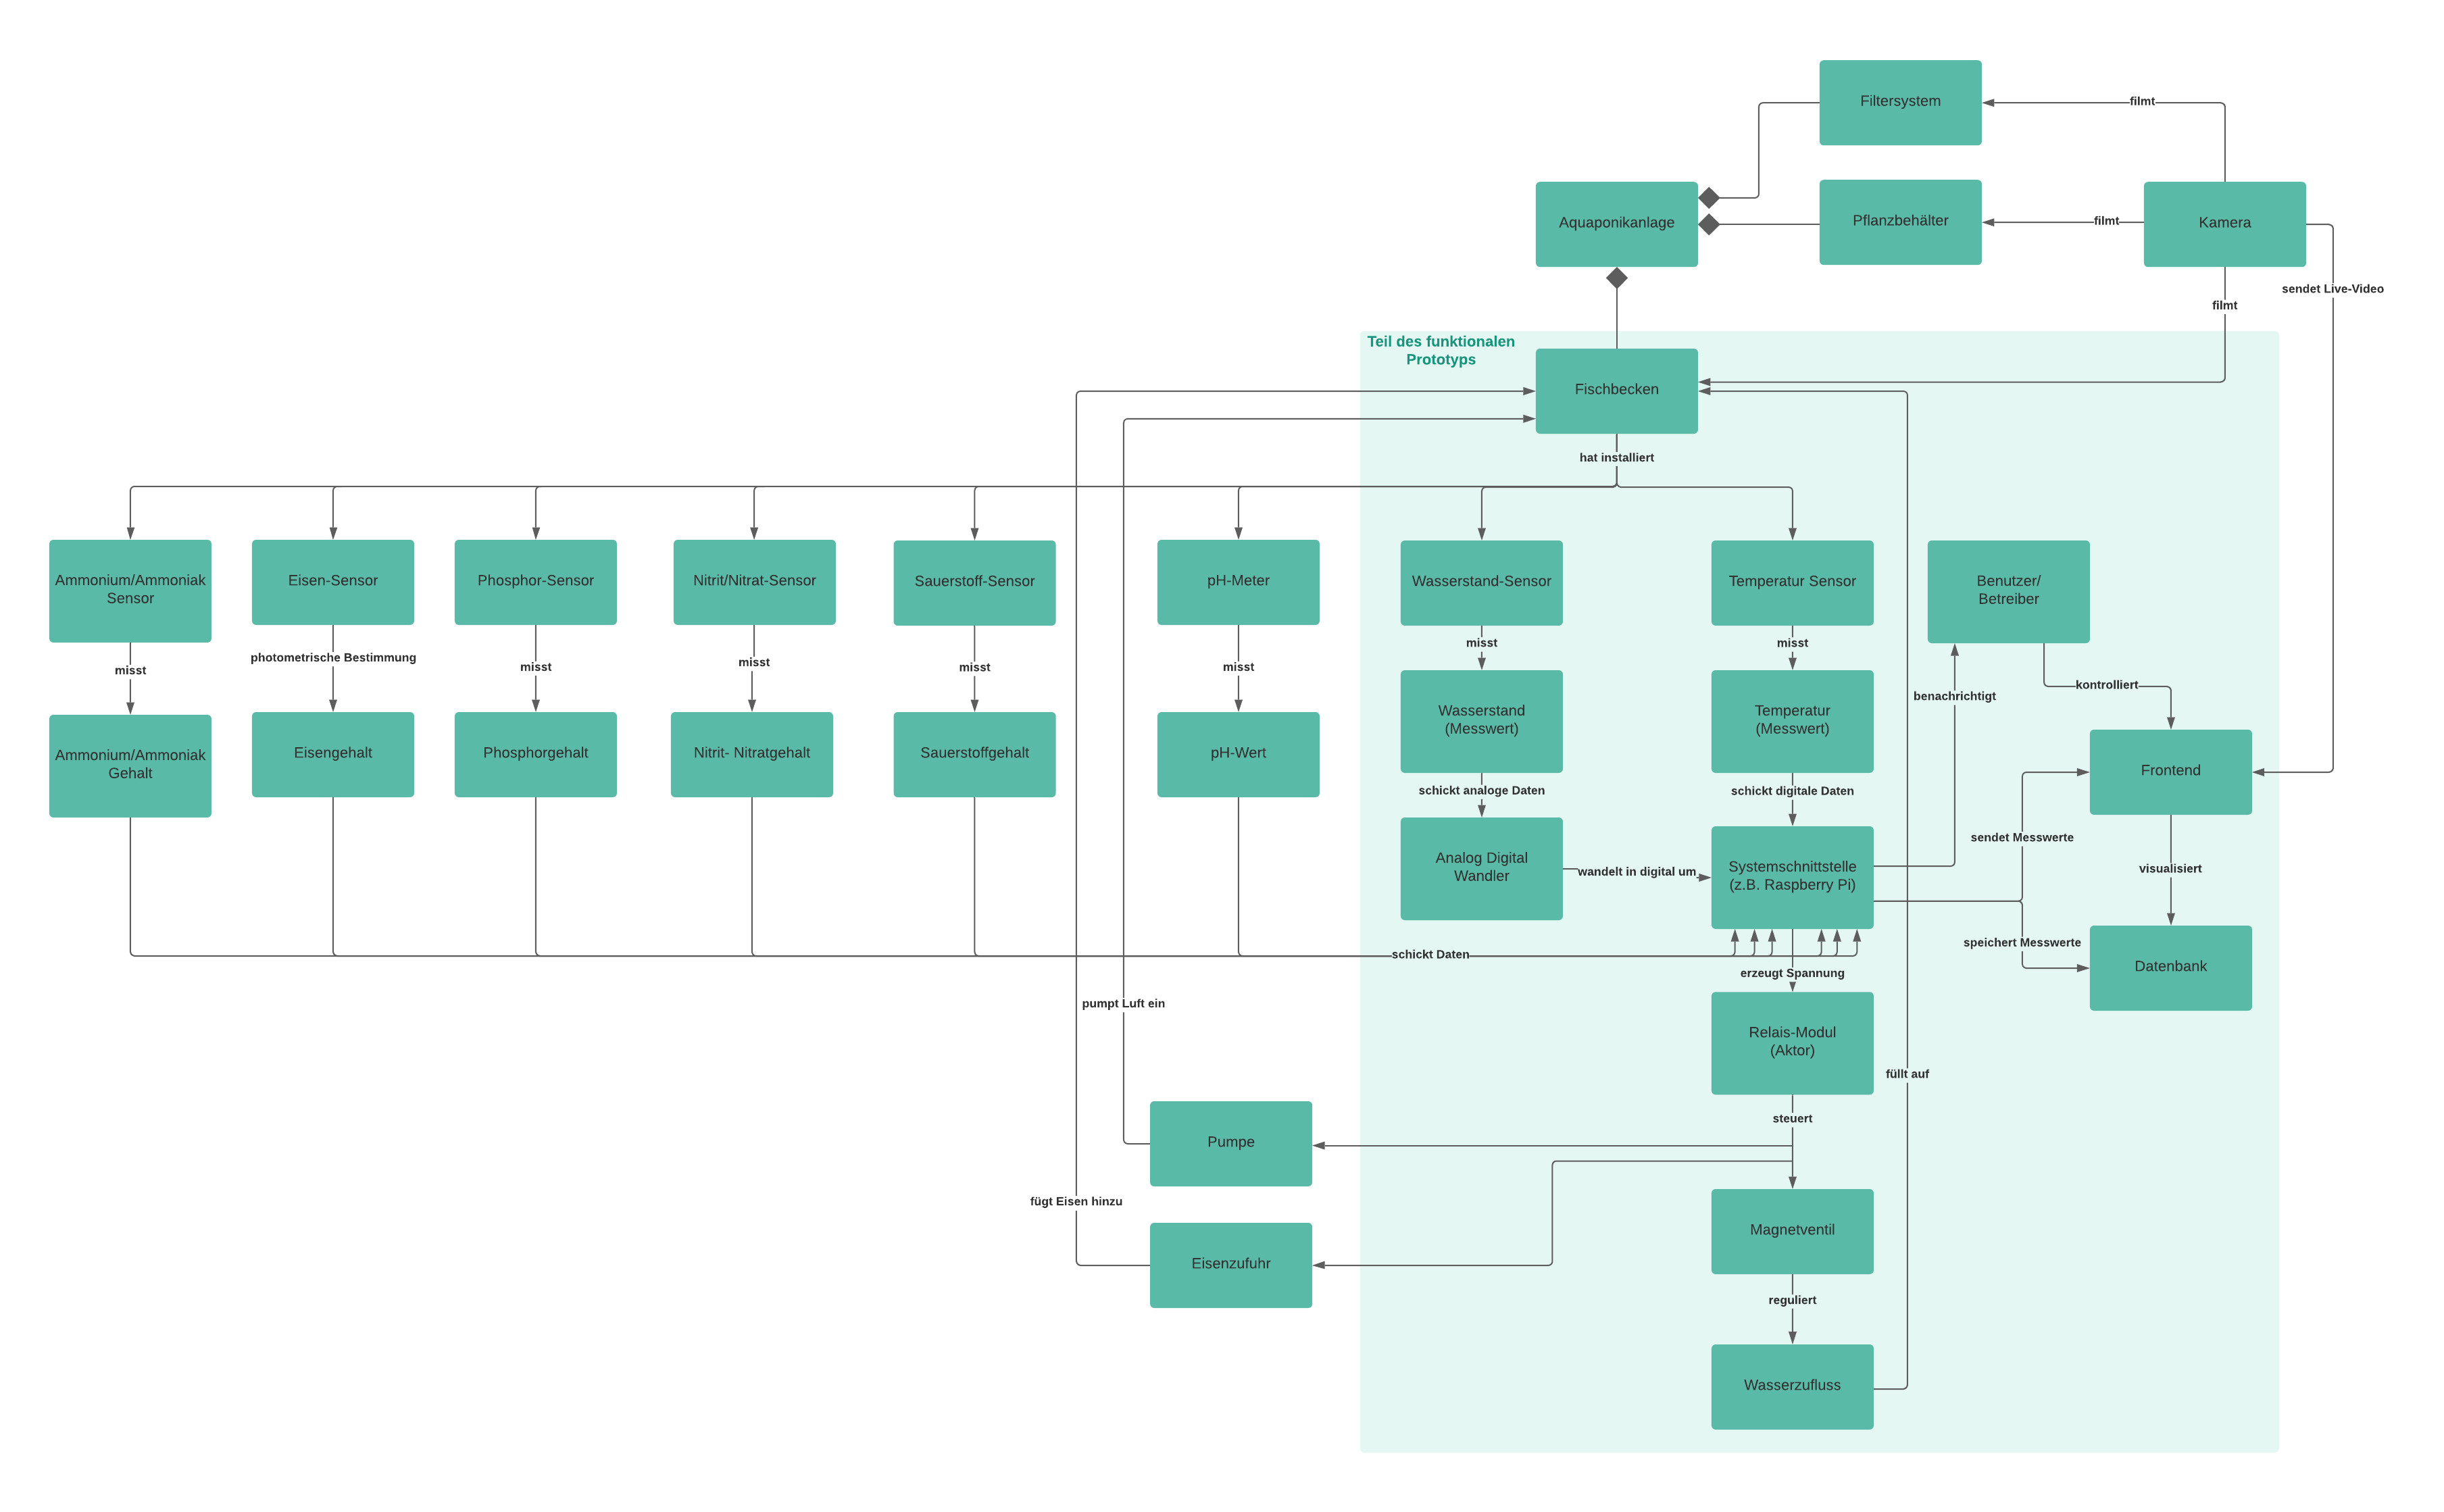 Filtersystem
filmt
Aquaponikanlage
Pflanzbehälter
filmt
Kamera
sendet Live-Video
filmt
Teil des funktionalen
Prototyps
Fischbecken
hat installiert
Ammonium/Ammoniak
Sensor
Eisen-Sensor
Phosphor-Sensor
Nitrit/Nitrat-Sensor
Sauerstoff-Sensor
pH-Meter
Wasserstand-Sensor
Temperatur Sensor
Benutzer/
Betreiber
misst
photometrische Bestimmung
misst
misst
misst
misst
misst
misst
benachrichtigt
kontrolliert
Ammonium/Ammoniak
Gehalt
Eisengehalt
Phosphorgehalt
Nitrit- Nitratgehalt
Sauerstoffgehalt
pH-Wert
Wasserstand
(Messwert)
Temperatur
(Messwert)
Frontend
schickt analoge Daten
schickt digitale Daten
sendet Messwerte
Analog Digital
Wandler
wandelt in digital um
Systemschnittstelle
(z.B. Raspberry Pi)
visualisiert
speichert Messwerte
Datenbank
schickt Daten
erzeugt Spannung
pumpt Luft ein
Relais-Modul
(Aktor)
füllt auf
steuert
Pumpe
fügt Eisen hinzu
Magnetventil
Eisenzufuhr
reguliert
Wasserzufluss